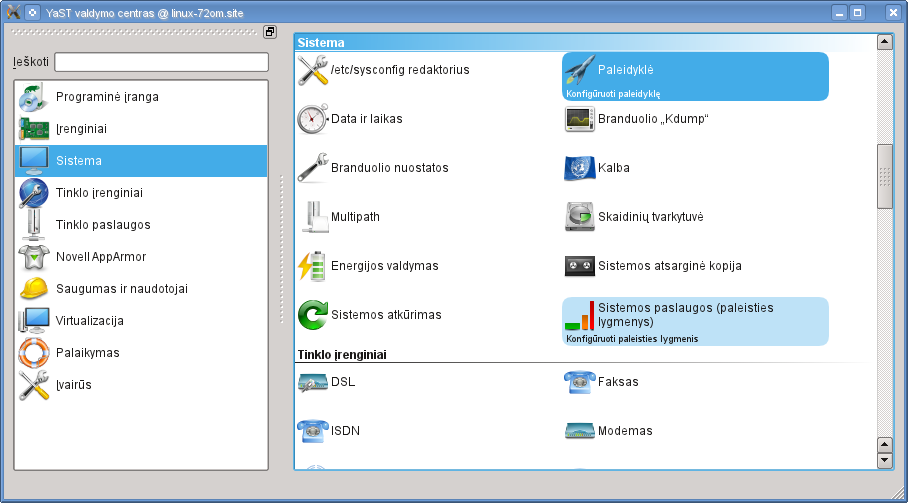 YaST valdymo centras @ linux-72om.site
Ieškoti
Programinė įranga
Įrenginiai
Sistema
Tinklo įrenginiai
Tinklo paslaugos
Novell AppArmor
Saugumas ir naudotojai
Virtualizacija
Palaikymas
Įvairūs
Sistema
/etc/sysconfig redaktorius
Paleidyklė
Konfigūruoti paleidyklę
Data ir laikas
Branduolio „Kdump“
Branduolio nuostatos
Kalba
Multipath
Skaidinių tvarkytuvė
Energijos valdymas
Sistemos atsarginė kopija
Sistemos atkūrimas
Sistemos paslaugos (paleisties
lygmenys)
Konfigūruoti paleisties lygmenis
Tinklo įrenginiai
DSL
Faksas
ISDN
Modemas